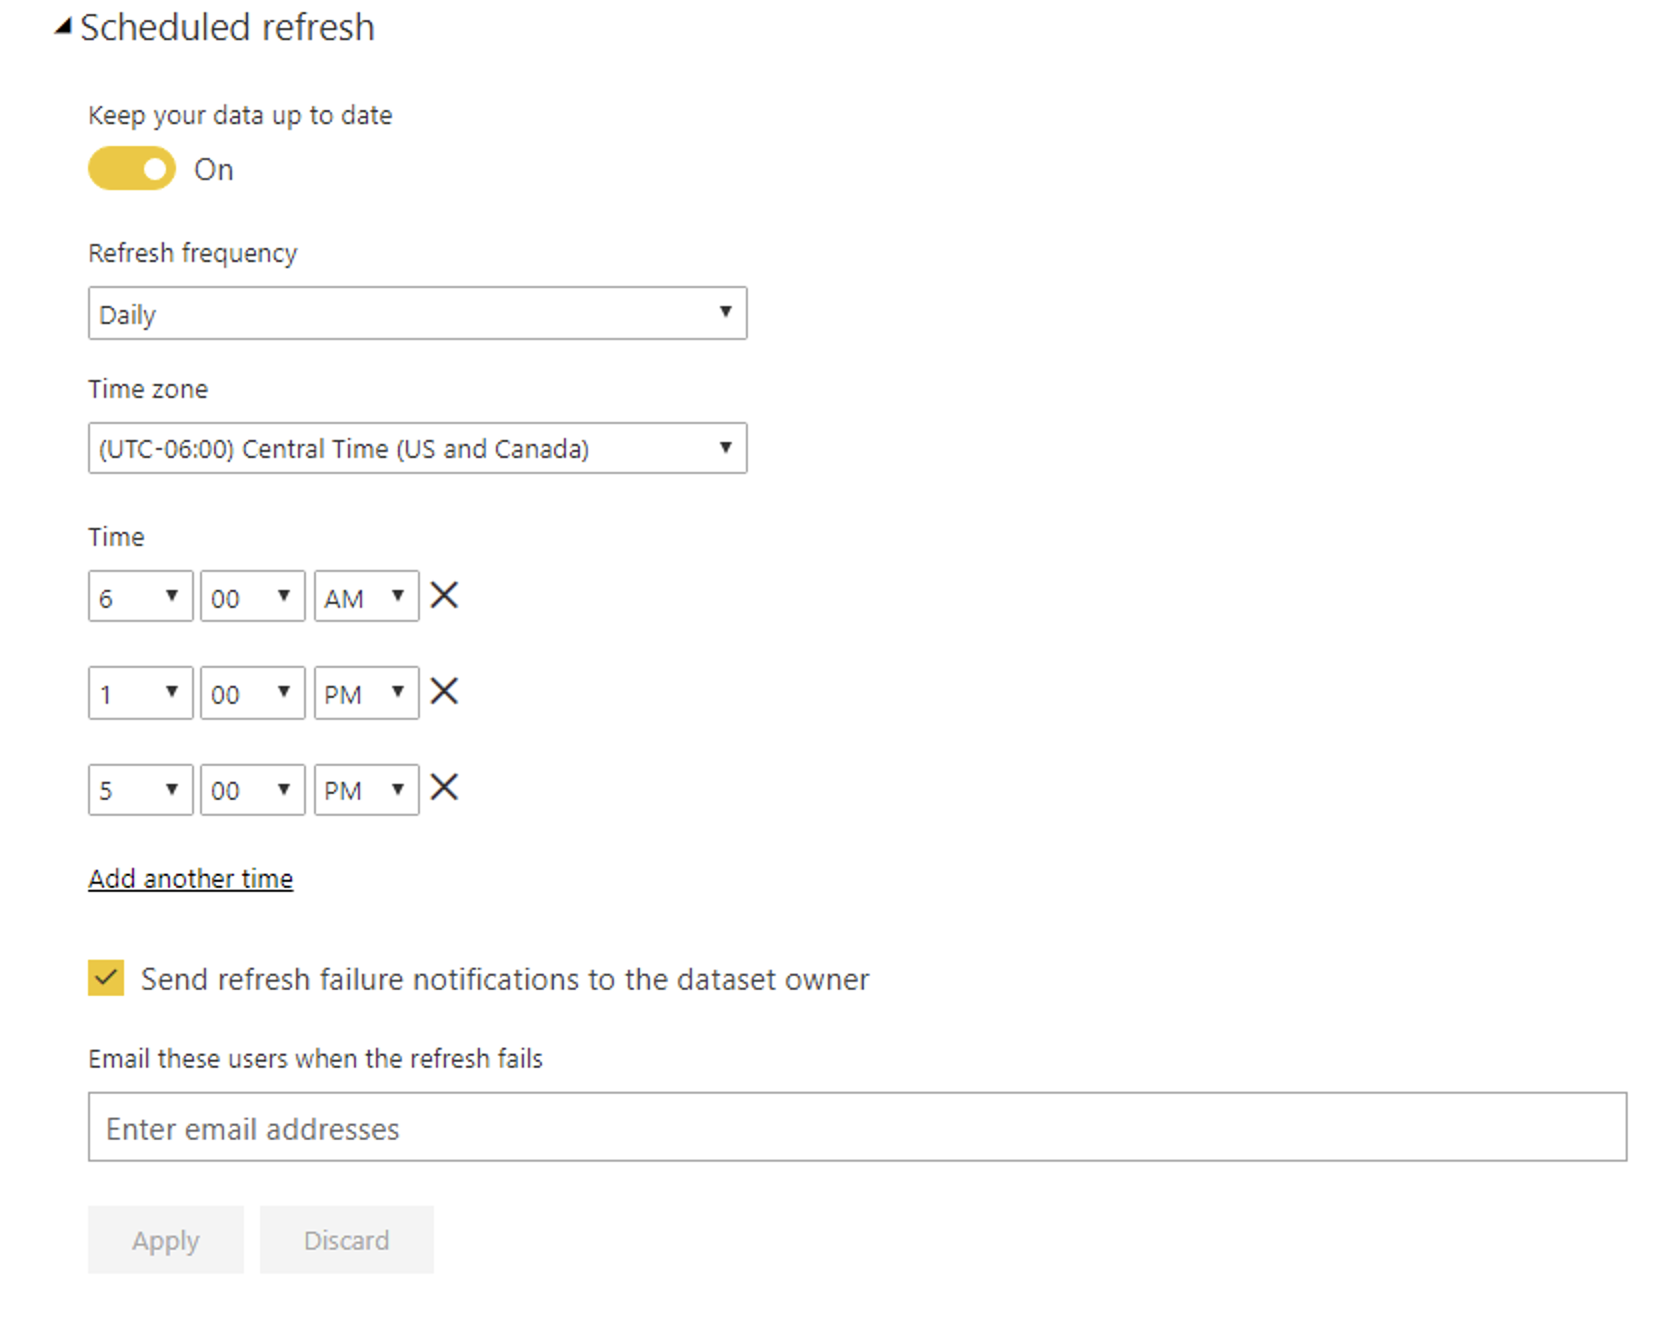 Scheduled refresh
Keep your data up to date
On
Refresh frequency
Daily
Time zone
(UTC-06:00) Central Time (US and Canada)
Time
6 00 AM
1 00 PM
5 00 PM
Add another time
Send refresh failure notifications to the dataset owner
Email these users when the refresh fails
Enter email addresses
Apply Discard